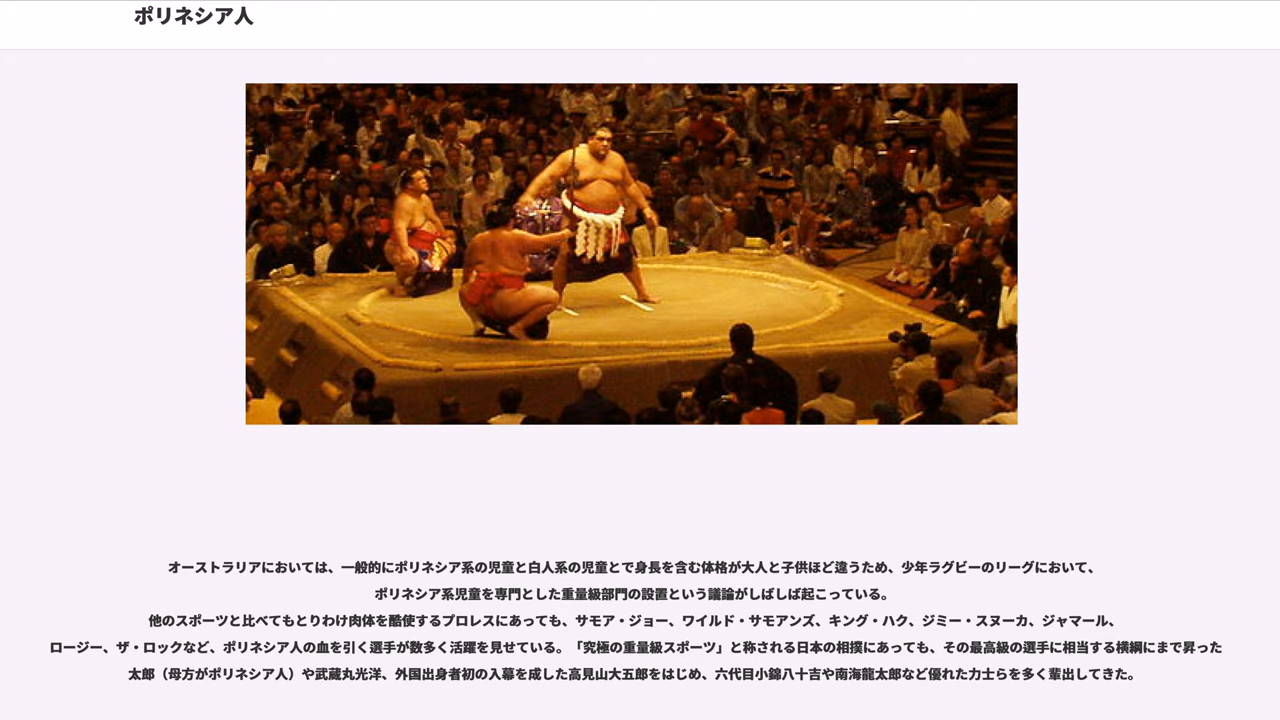 ポリネシア人
オーストラリアにおいては、一般的にポリネシア系の児童と白人系の児童とで身長を含む体格が大人と子供ほど違うため、少年ラグビーのリーグにおいて、
ポリネシア系児童を専門とした重量級部門の設置という議論がしばしば起こっている。
他のスポーツと比べてもとりわけ肉体を酷使するプロレスにあっても、サモア・ジョー、ワイルド・サモアンズ、キング・ハク、ジミー・スヌーカ、ジャマール、
ロージー、ザ・ロックなど、ポリネシア人の血を引く選手が数多く活躍を見せている。「究極の重量級スポーツ」と称される日本の相撲にあっても、その最高級の選手に相当する横綱にまで昇った
太郎（母方がポリネシア人）や武蔵丸光洋、外国出身者初の入幕を成した高見山大五郎をはじめ、六代目小錦八十吉や南海龍太郎など優れた力士らを多く輩出してきた。